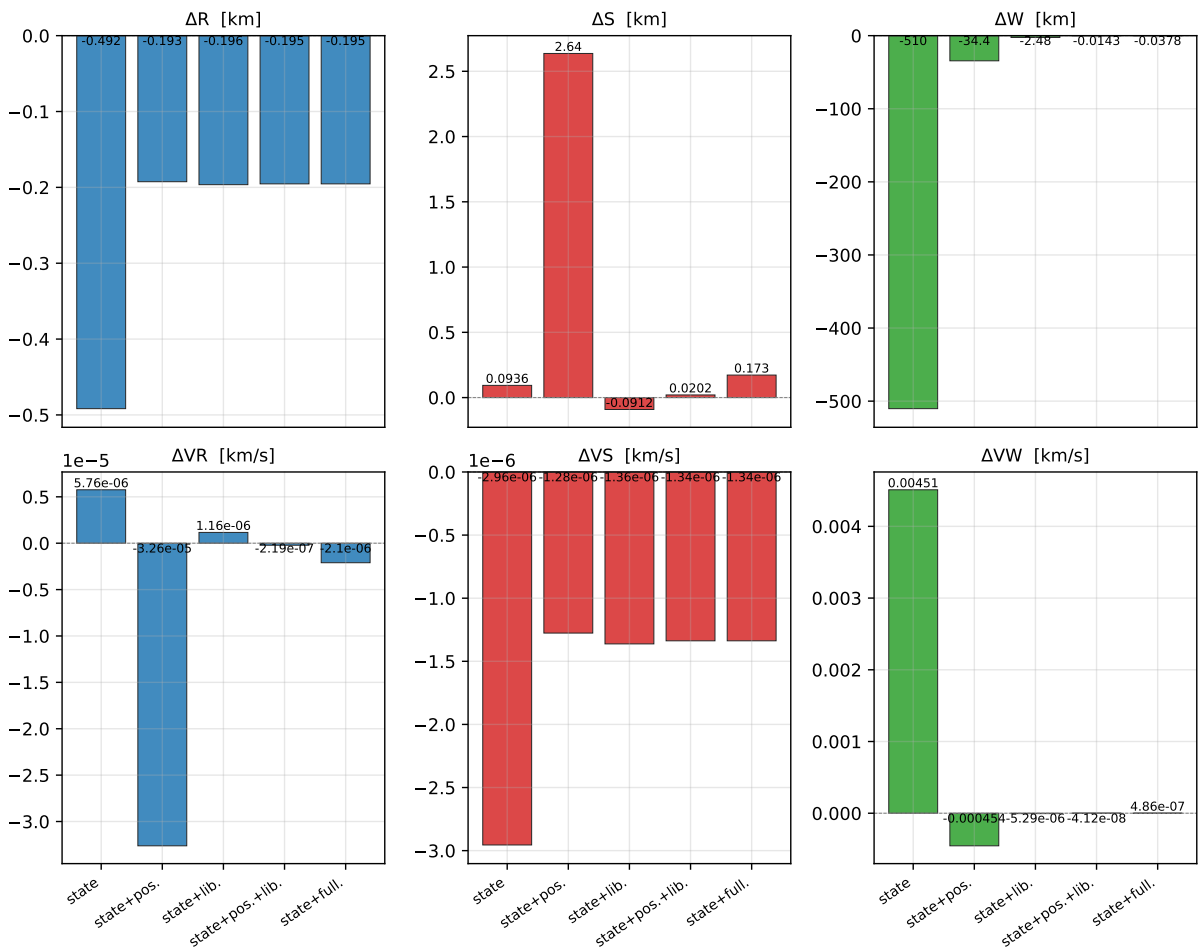 ΔR  [km]
0.0
−0.1
−0.2
−0.3
−0.4
−0.5
-0.492
-0.193
-0.196
-0.195
-0.195
ΔS  [km]
2.5
2.0
1.5
1.0
0.5
0.0
0.0936
2.64
-0.0912
0.0202
0.173
ΔW  [km]
0
−100
−200
−300
−400
−500
-510
-34.4
-2.48
-0.0143
-0.0378
ΔVR  [km/s]
1e−5
0.5
0.0
−0.5
−1.0
−1.5
−2.0
−2.5
−3.0
5.76e-06
-3.26e-05
1.16e-06
-2.19e-07
-2.1e-06
state
state+pos.
state+lib.
state+pos.+lib.
state+full.
ΔVS  [km/s]
1e−6
0.0
−0.5
−1.0
−1.5
−2.0
−2.5
−3.0
-2.96e-06
-1.28e-06
-1.36e-06
-1.34e-06
-1.34e-06
state
state+pos.
state+lib.
state+pos.+lib.
state+full.
ΔVW  [km/s]
0.004
0.003
0.002
0.001
0.000
0.00451
-0.000454
-5.29e-06
-4.12e-08
4.86e-07
state
state+pos.
state+lib.
state+pos.+lib.
state+full.